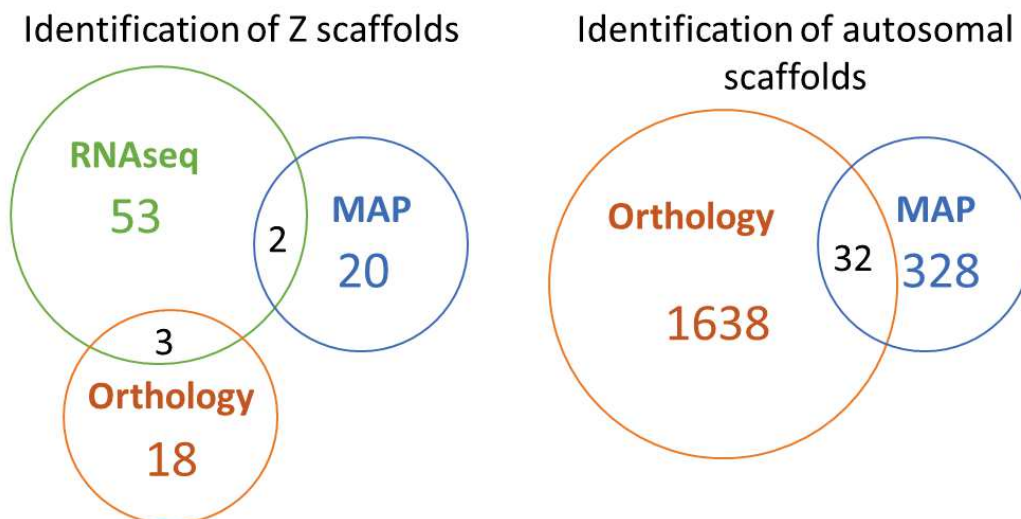 Identification of Z scaffolds
RNAseq
53
2
MAP
20
3
Orthology
18
Identification of autosomal
scaffolds
Orthology
1638
32
MAP
328